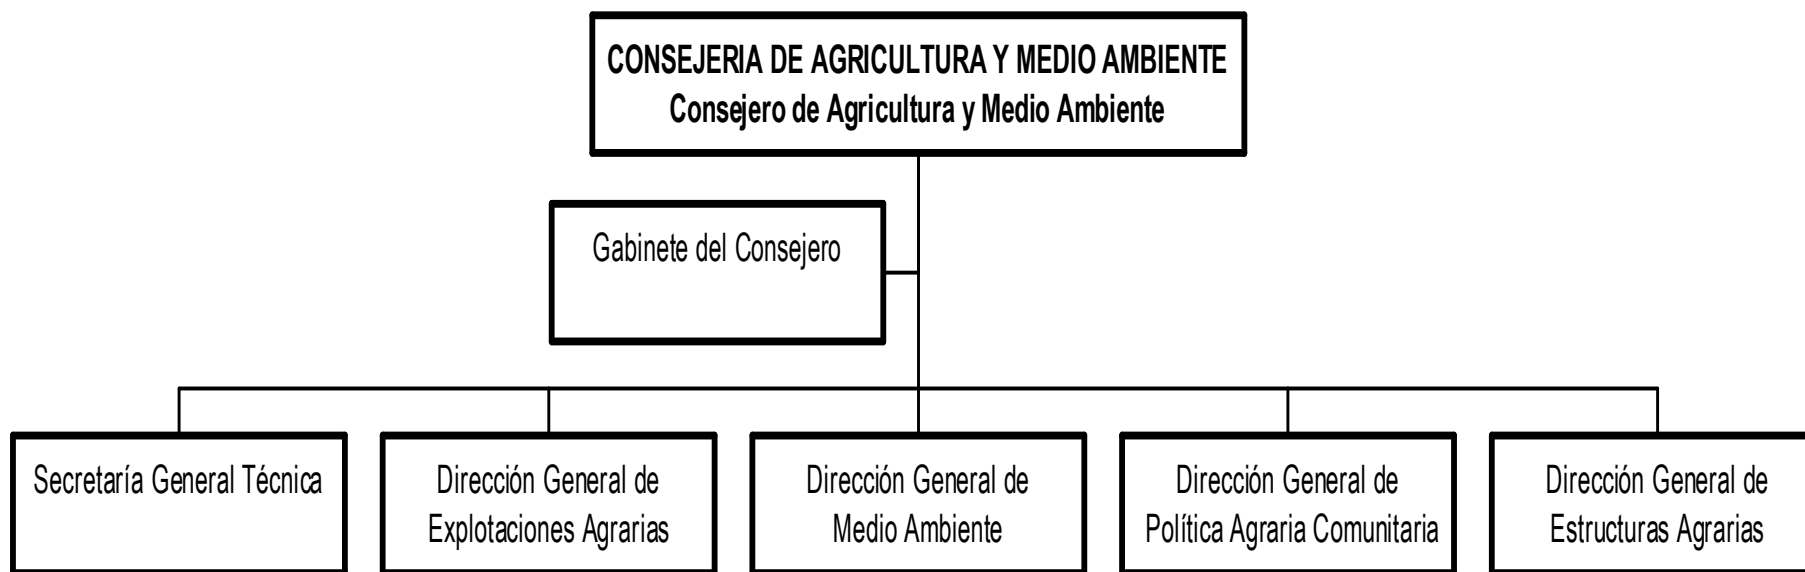 CONSEJERIA DE AGRICULTURA Y MEDIO AMBIENTE
Consejero de Agricultura y Medio Ambiente
Gabinete del Consejero
Secretaría General Técnica
Dirección General de
Explotaciones Agrarias
Dirección General de
Medio Ambiente
Dirección General de
Política Agraria Comunitaria
Dirección General de
Estructuras Agrarias